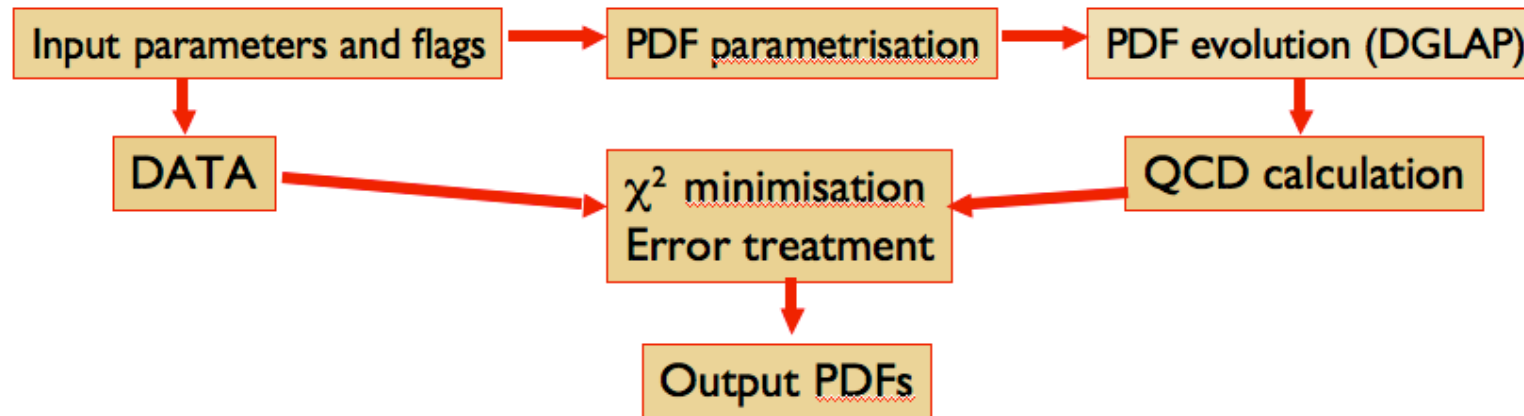 Input parameters and flags
PDF parametrisation
PDF evolution (DGLAP)
DATA
χ² minimisation
Error treatment
QCD calculation
Output PDFs